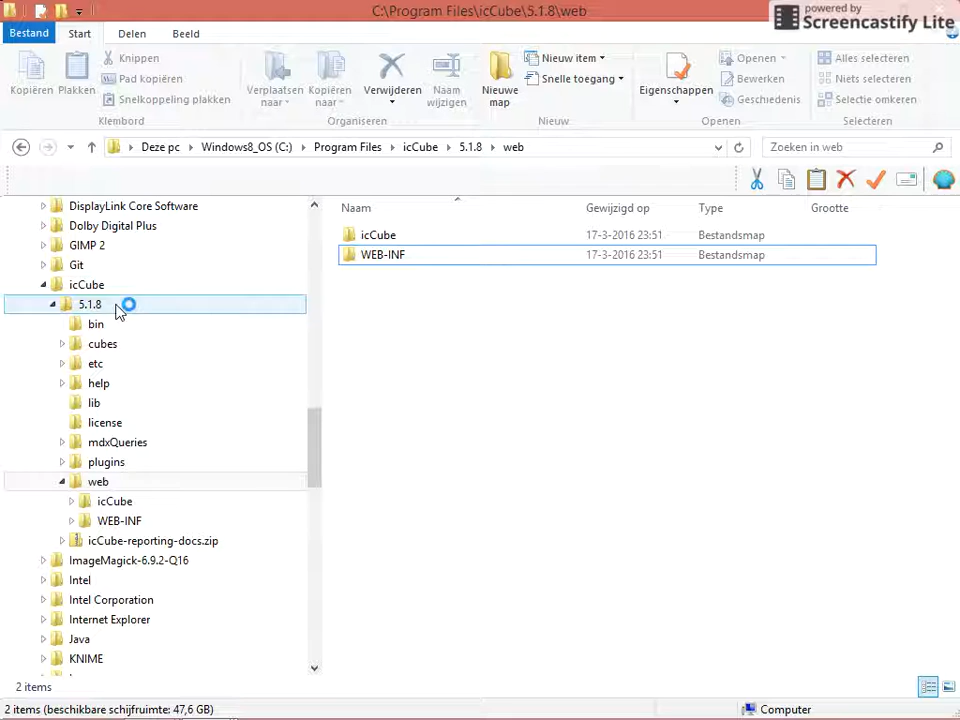 C:\Program Files\icCube\5.1.8\web
powered by
Screencastify Lite
Bestand Start Delen Beeld
Kopiëren
Plakken
Knippen
Pad kopiëren
Snelkoppeling plakken
Klembord
Verplaatsen naar
Kopiëren naar
Verwijderen
Naam wijzigen
Organiseren
Nieuwe map
Nieuw item
Snelle toegang
Nieuw
Eigenschappen
Openen
Bewerken
Geschiedenis
Openen
Alles selecteren
Niets selecteren
Selectie omkeren
Selecteren
Deze pc Windows8_OS (C:) Program Files icCube 5.1.8 web
Zoeken in web
DisplayLink Core Software
Dolby Digital Plus
GIMP 2
Git
icCube
5.1.8
bin
cubes
etc
help
lib
license
mdxQueries
plugins
web
icCube
WEB-INF
icCube-reporting-docs.zip
ImageMagick-6.9.2-Q16
Intel
Intel Corporation
Internet Explorer
Java
KNIME
Naam Gewijzigd op Type Grootte
icCube 17-3-2016 23:51 Bestandsmap
WEB-INF 17-3-2016 23:51 Bestandsmap
2 items
2 items (beschikbare schijfruimte: 47,6 GB)
Computer